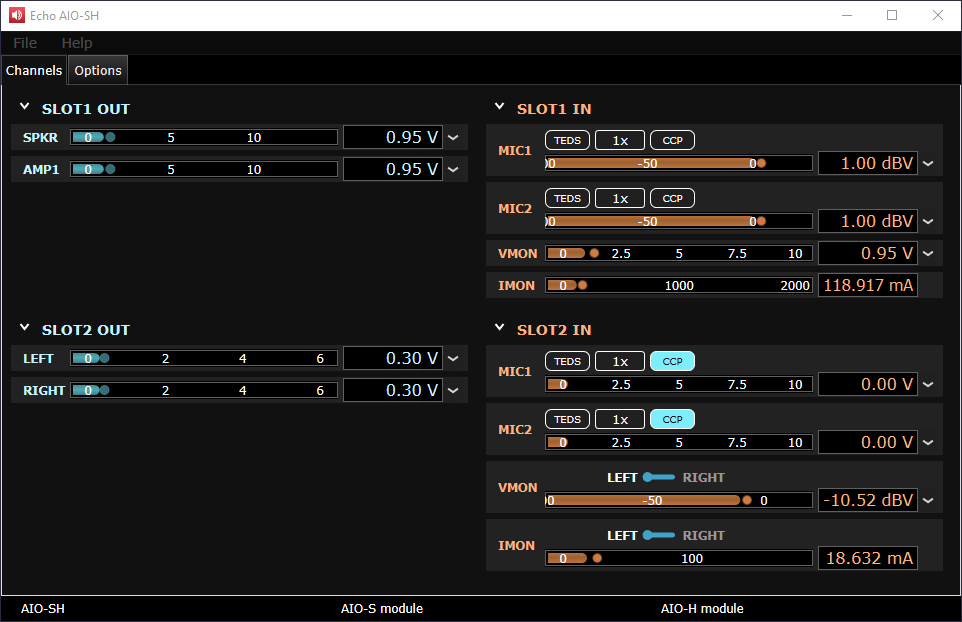 Echo AIO-SH
File Help
Channels Options
SLOT1 OUT
SPKR 0 5 10 0.95 V
AMP1 0 5 10 0.95 V
SLOT1 IN
MIC1 TEDS 1x CCP
-50 0 1.00 dBV
MIC2 TEDS 1x CCP
-50 0 1.00 dBV
VMON 0 2.5 5 7.5 10 0.95 V
IMON 0 1000 2000 118.917 mA
SLOT2 OUT
LEFT 0 2 4 6 0.30 V
RIGHT 0 2 4 6 0.30 V
SLOT2 IN
MIC1 TEDS 1x CCP
0 2.5 5 7.5 10 0.00 V
MIC2 TEDS 1x CCP
0 2.5 5 7.5 10 0.00 V
VMON LEFT RIGHT
-50 0 -10.52 dBV
IMON LEFT RIGHT
0 100 18.632 mA
AIO-SH AIO-S module AIO-H module